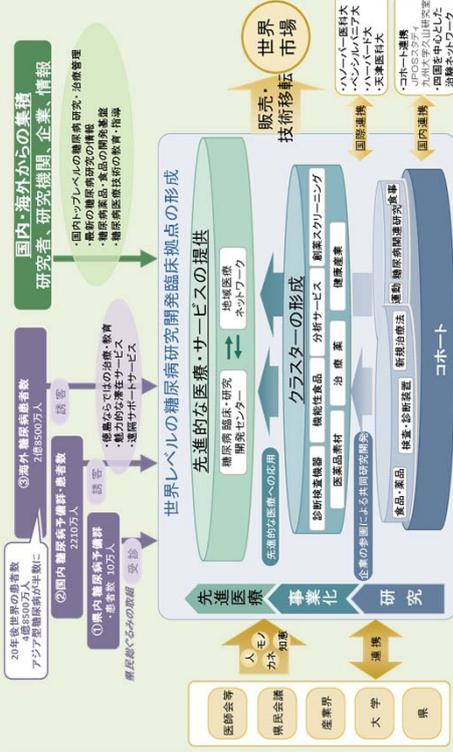 20年後世界の患者数
4億8500万人
アジア型糖尿病が半数に
③海外 糖尿病患者数
2億8500万人
②国内 糖尿病予備群・患者数
2210万人
①県内 糖尿病予備群
・患者数 10万人
県民総ぐるみの取組
受診
誘客
誘客
・徳島ならではの治療・教育
・魅力的な滞在サービス
・遠隔サポートサービス
国内・海外からの集積
研究者、研究機関、企業、情報
・国内トップレベルの糖尿病研究・治療管理
・最新の糖尿病研究の情報
・糖尿病薬品・食品の開発基盤
・糖尿病医療技術の教育・指導
世界レベルの糖尿病研究開発臨床拠点の形成
先進医療
先進的な医療・サービスの提供
糖尿病臨床・研究
開発センター
地域医療
ネットワーク
先進的な医療への応用
事業化
クラスターの形成
診断検査機器
機能性食品
分析サービス
創薬スクリーニング
医薬品素材
治療薬
健康産業
企業の参画による共同研究開発
研究
食品・薬品
検査・診断装置
新規治療法
運動
糖尿病関連研究
食事
コホート
医師会等
県民会議
産業界
大学
県
人
モノ
カネ
知恵
連携
販売・
技術移転
世界
市場
国際連携
・ハノーバー医科大
・ペンシルバニア大
・ハーバード大
・天津医科大
国内連携
・コホート連携
JPOSスタディ
九州大学久山研究室
・四国を中心とした
治験ネットワーク